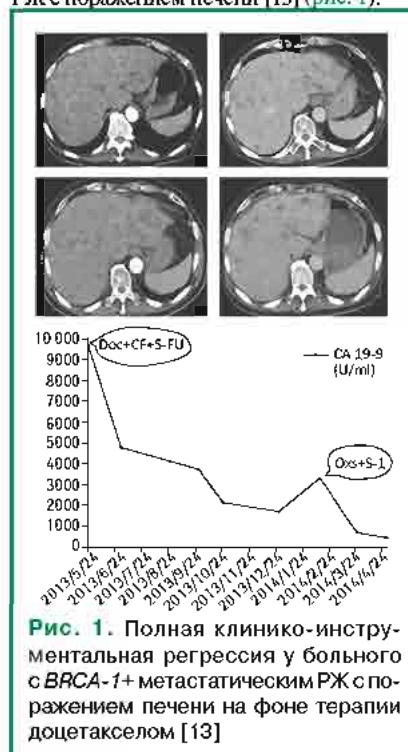 РЖ с поражением печени [13] (рис. 1).
10 000
Doc+CF+S-FU
CA 19-9
(U/ml)
9000
8000
7000
6000
5000
4000
Oxs+S-1
3000
2000
1000
0
2013/5/24
2013/6/24
2013/7/24
2013/8/24
2013/9/24
2013/10/24
2013/11/24
2013/12/24
2014/1/24
2014/2/24
2014/3/24
2014/4/24
Рис. 1. Полная клинико-инстру-
ментальная регрессия у больного
с BRCA-1+ метастатическим РЖ с по-
ражением печени на фоне терапии
доцетакселом [13]